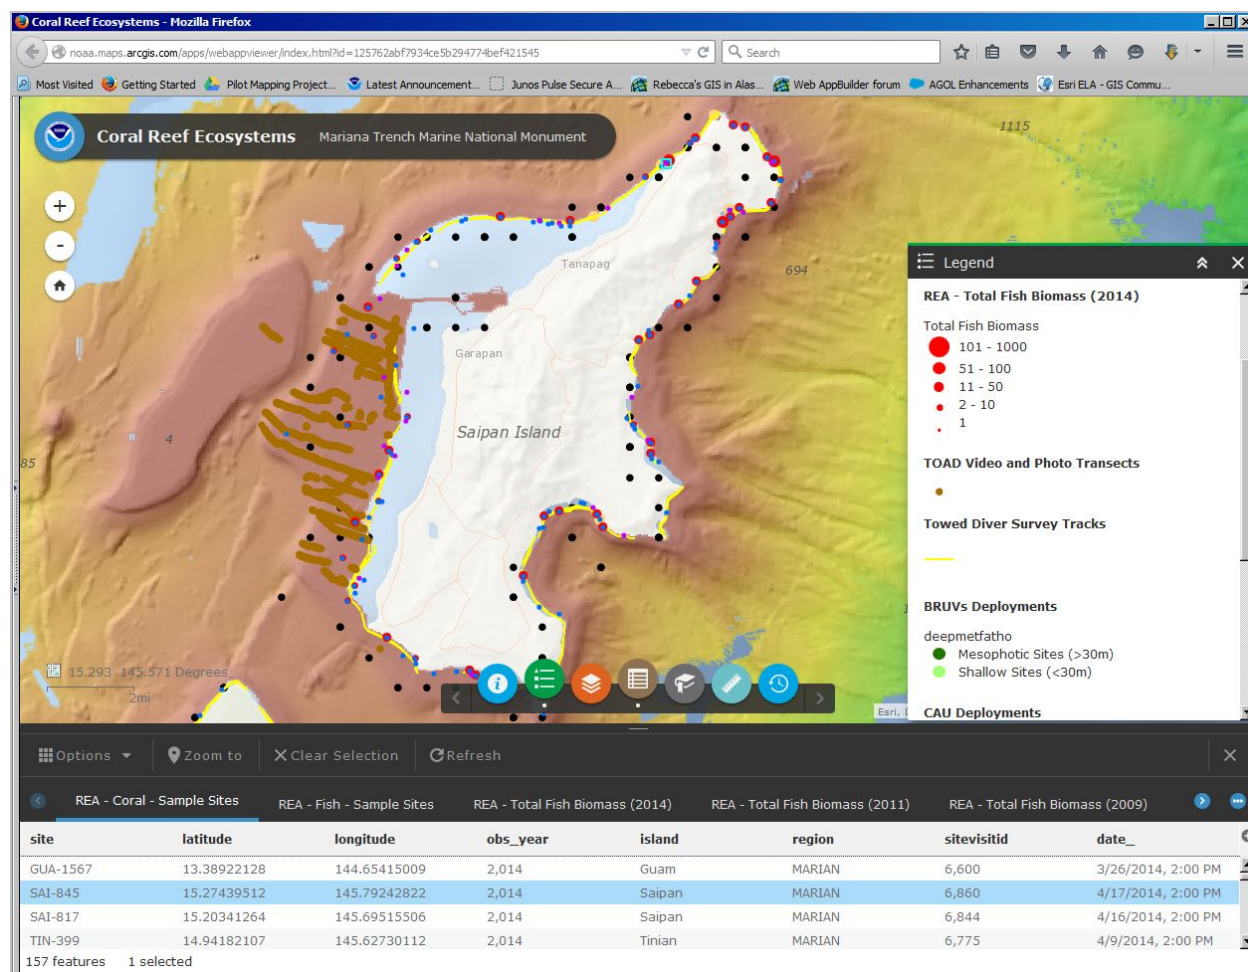 Coral Reef Ecosystems - Mozilla Firefox
noaa.maps.arcgis.com/apps/webappviewer/index.html?id=125762abf7934ce5b294774bef421545
Search
Most Visited Getting Started Pilot Mapping Project... Latest Announcement... Junos Pulse Secure A... Rebecca's GIS in Alas... Web AppBuilder forum AGOL Enhancements Esri ELA - GIS Commu...
Coral Reef Ecosystems Mariana Trench Marine National Monument
1115
+
-
Tanapag
694
Garapan
Saipan Island
4
85
15.293 145.571 Degrees
2mi
Esri,
Legend
REA - Total Fish Biomass (2014)
Total Fish Biomass
101 - 1000
51 - 100
11 - 50
2 - 10
1
TOAD Video and Photo Transects
Towed Diver Survey Tracks
BRUVs Deployments
deepmetfatho
Mesophotic Sites (>30m)
Shallow Sites (<30m)
CAU Deployments
Options Zoom to Clear Selection Refresh
REA - Coral - Sample Sites REA - Fish - Sample Sites REA - Total Fish Biomass (2014) REA - Total Fish Biomass (2011) REA - Total Fish Biomass (2009)
site latitude longitude obs_year island region sitevisitid date_
GUA-1567 13.38922128 144.65415009 2,014 Guam MARIAN 6,600 3/26/2014, 2:00 PM
SAI-845 15.27439512 145.79242822 2,014 Saipan MARIAN 6,860 4/17/2014, 2:00 PM
SAI-817 15.20341264 145.69515506 2,014 Saipan MARIAN 6,844 4/16/2014, 2:00 PM
TIN-399 14.94182107 145.62730112 2,014 Tinian MARIAN 6,775 4/9/2014, 2:00 PM
157 features 1 selected